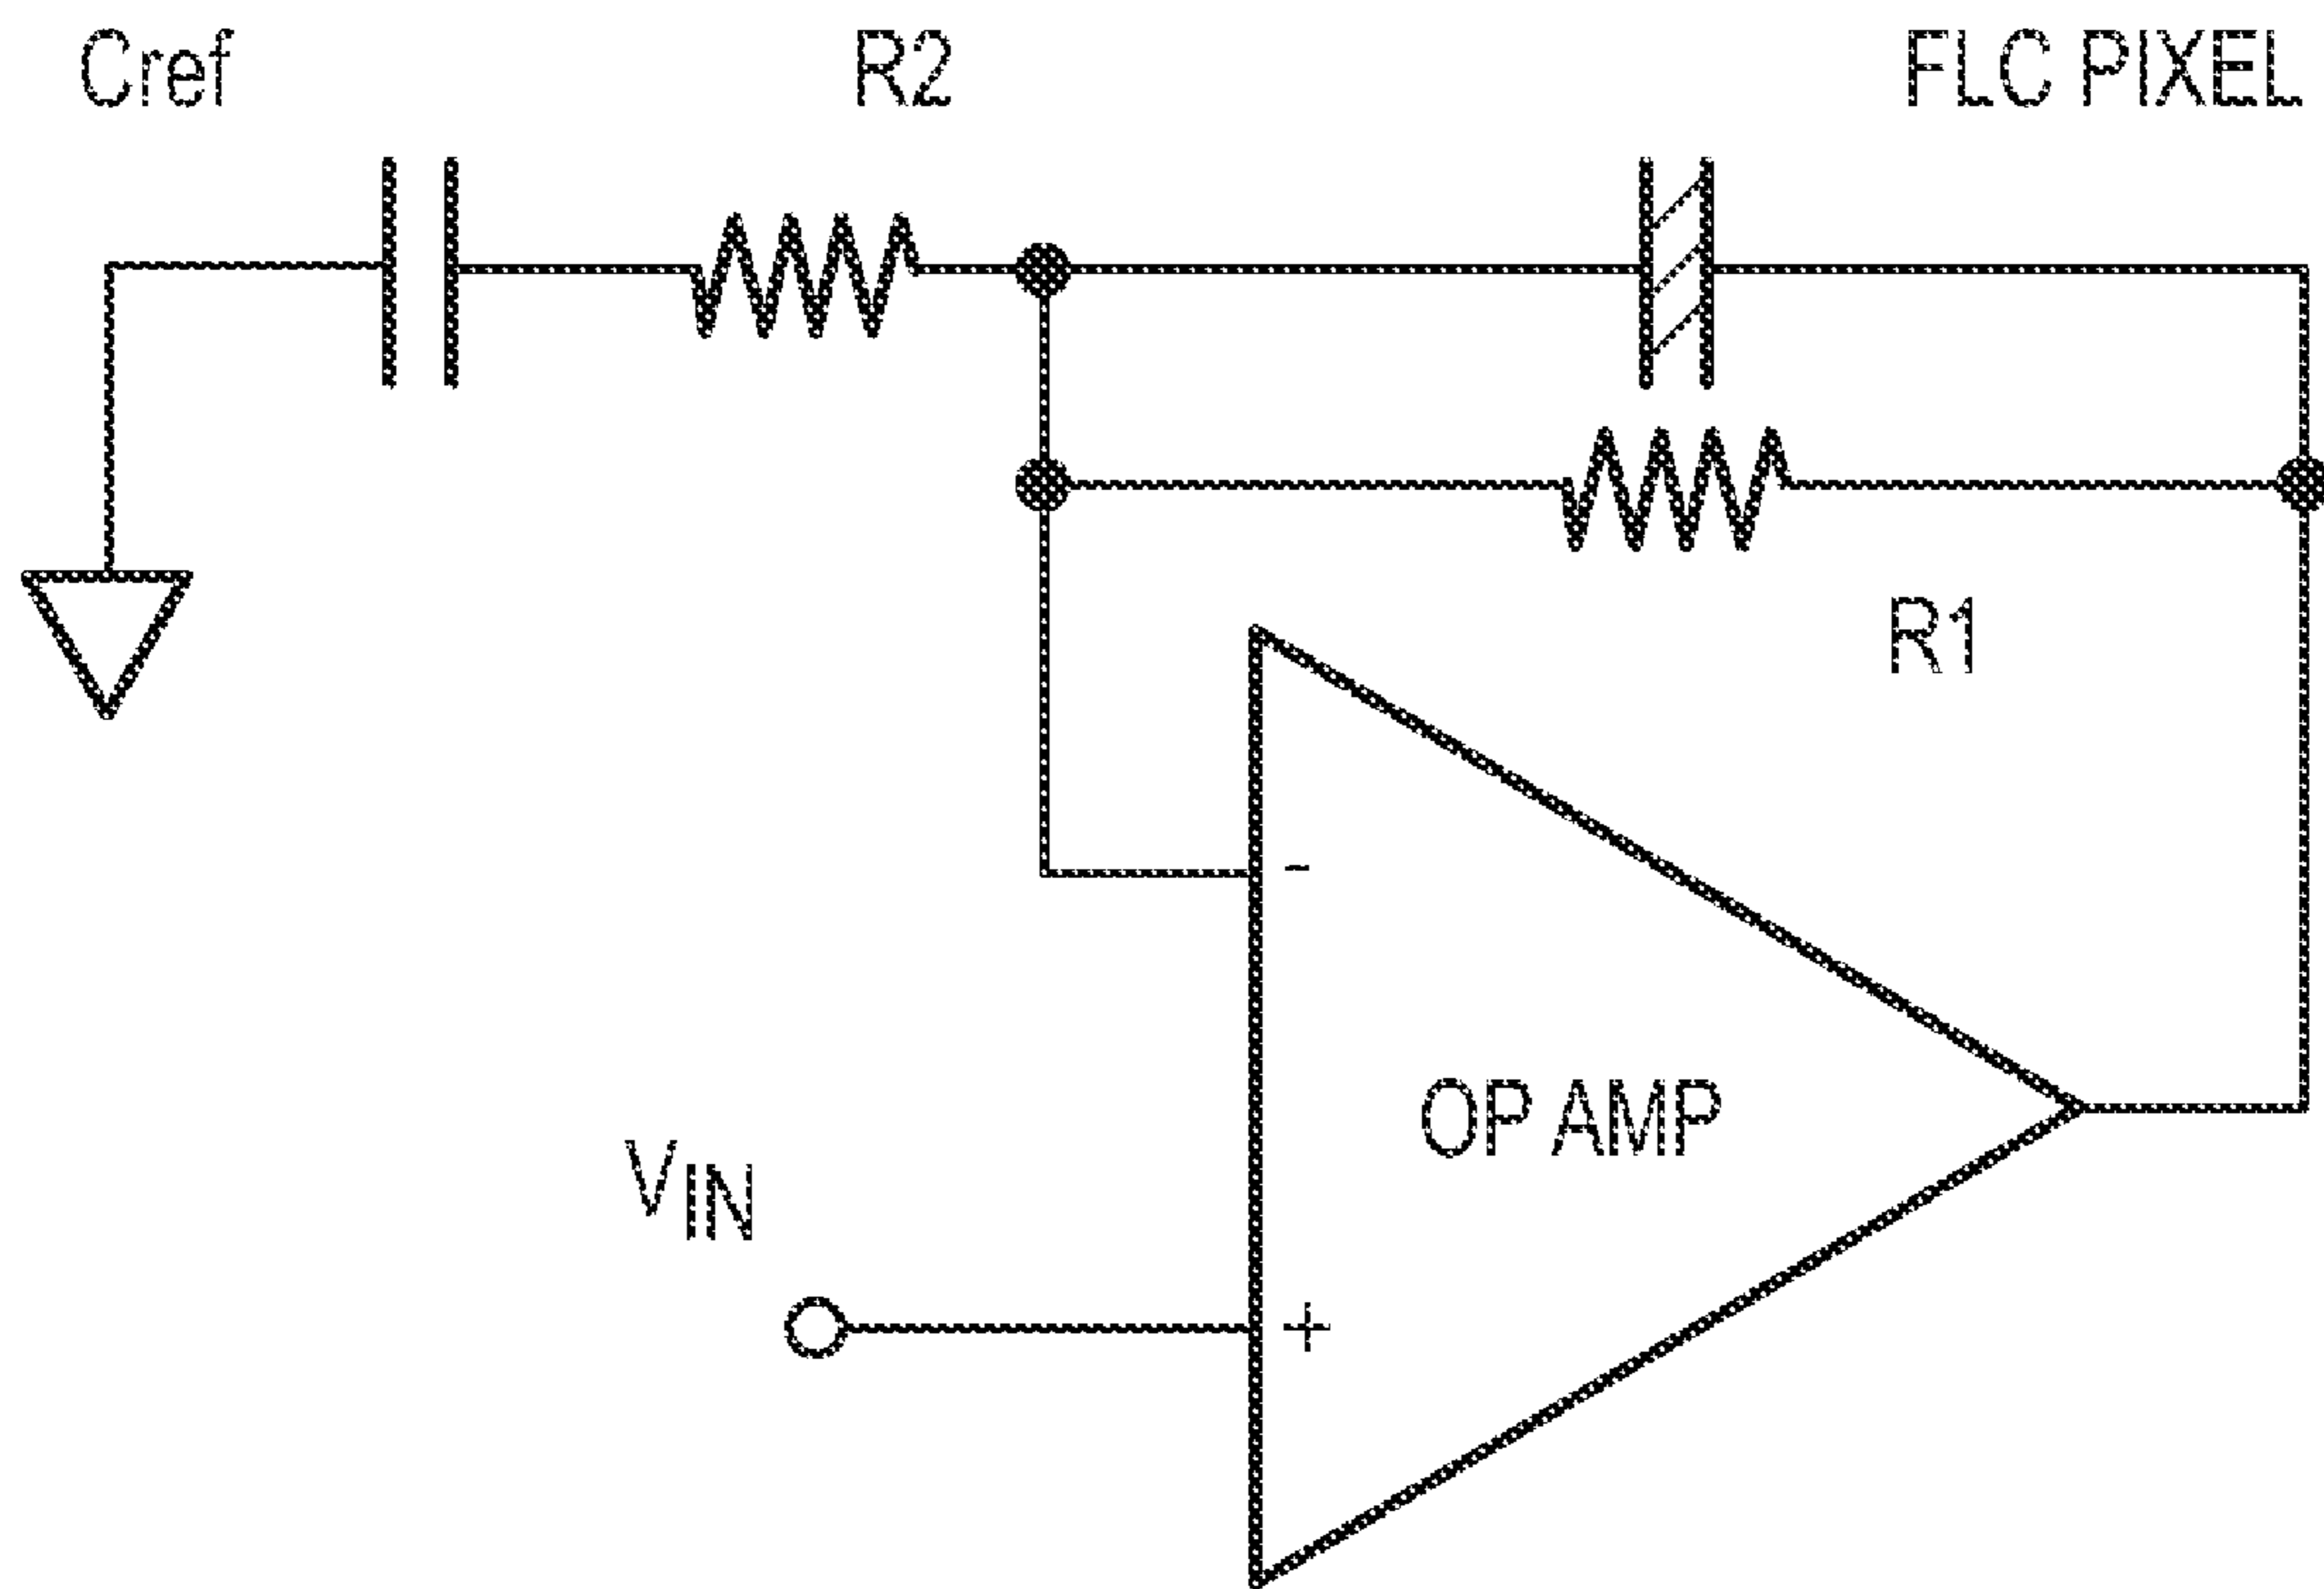 Cref
R2
FLC PIXEL
R1
-
OP AMP
VIN
+